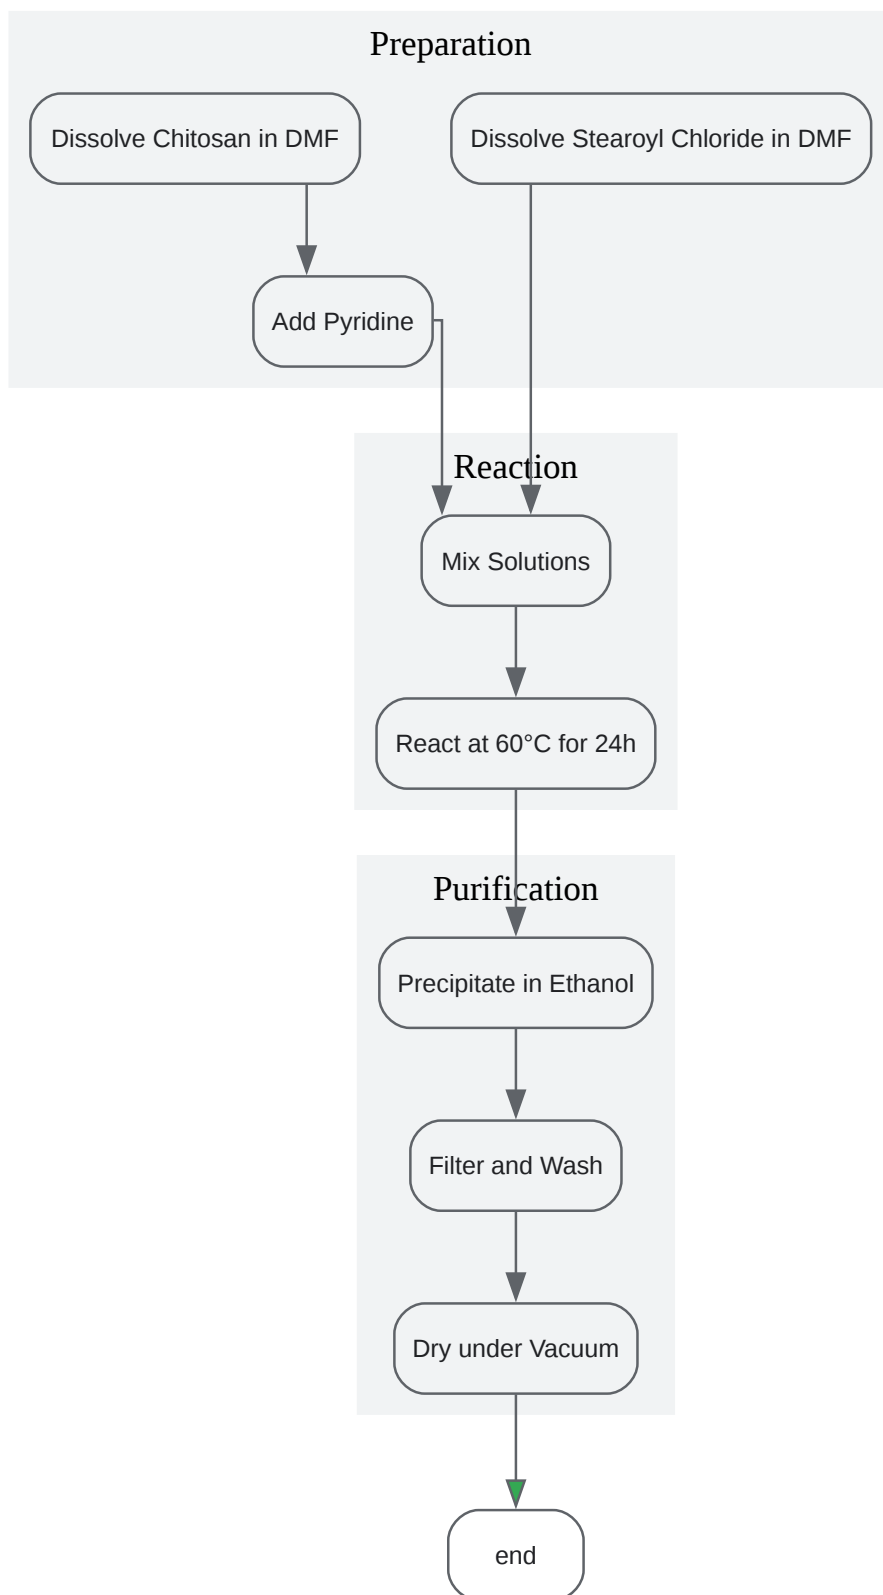 Preparation
Dissolve Chitosan in DMF
Dissolve Stearoyl Chloride in DMF
Add Pyridine
Reaction
Mix Solutions
React at 60°C for 24h
Purification
Precipitate in Ethanol
Filter and Wash
Dry under Vacuum
end